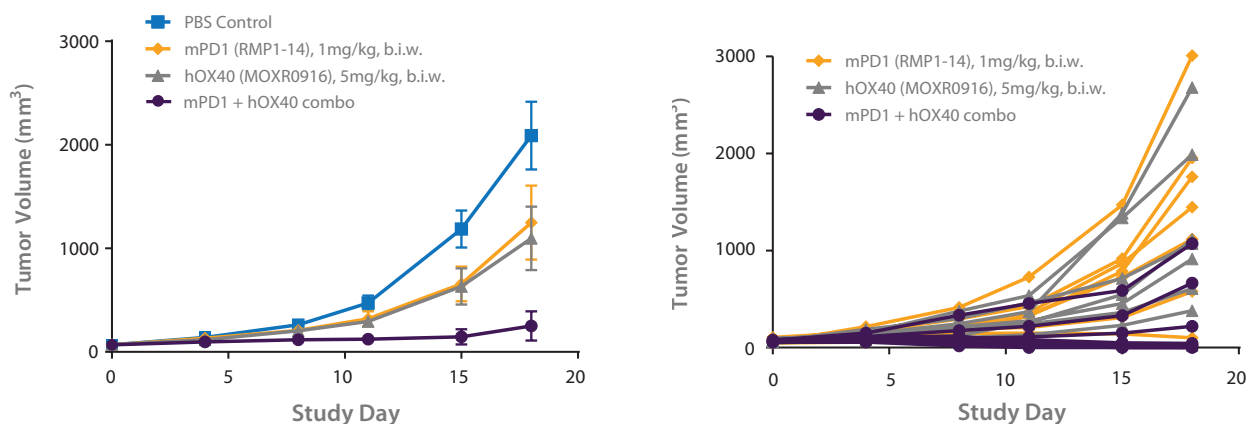 PBS Control
mPD1 (RMP1-14), 1mg/kg, b.i.w.
hOX40 (MOXR0916), 5mg/kg, b.i.w.
mPD1 + hOX40 combo
Tumor Volume (mm³)
3000
2000
1000
0
0
5
10
15
20
Study Day
mPD1 (RMP1-14), 1mg/kg, b.i.w.
hOX40 (MOXR0916), 5mg/kg, b.i.w.
mPD1 + hOX40 combo
Tumor Volume (mm³)
3000
2000
1000
0
0
5
10
15
20
Study Day